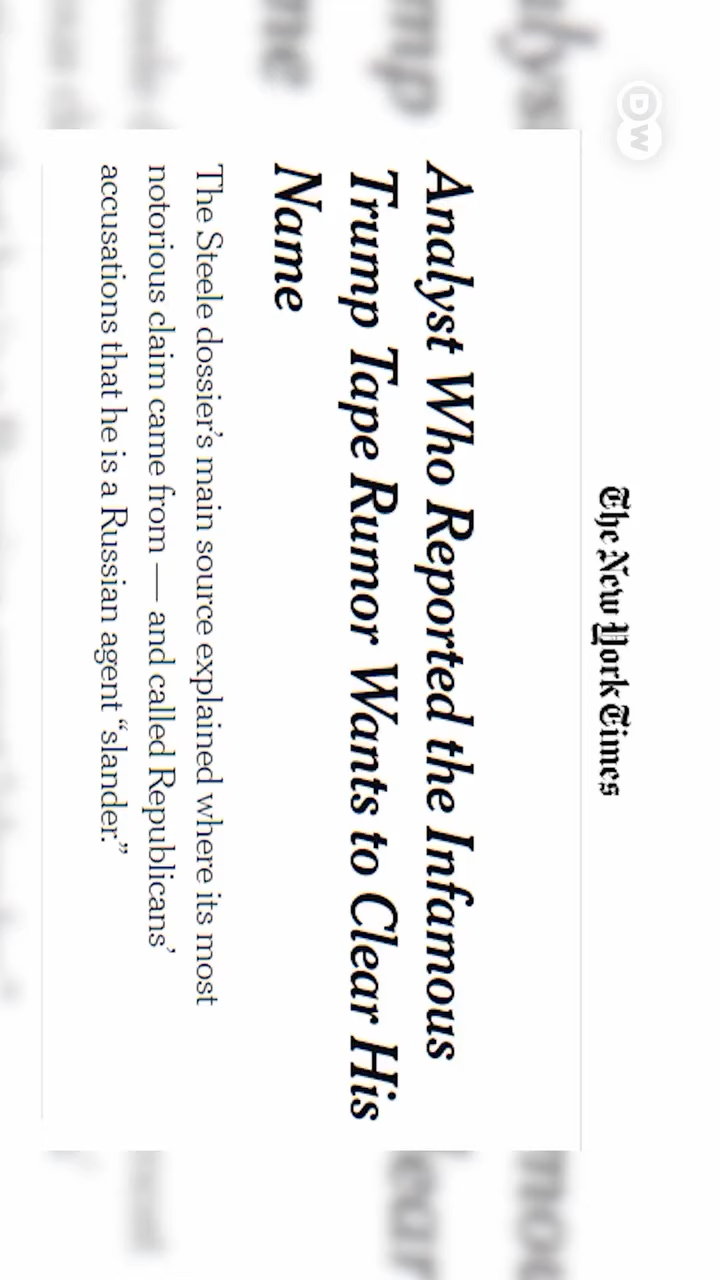 DW
The New York Times
Analyst Who Reported the Infamous
Trump Tape Rumor Wants to Clear His
Name
The Steele dossier's main source explained where its most
notorious claim came from — and called Republicans'
accusations that he is a Russian agent “slander.”